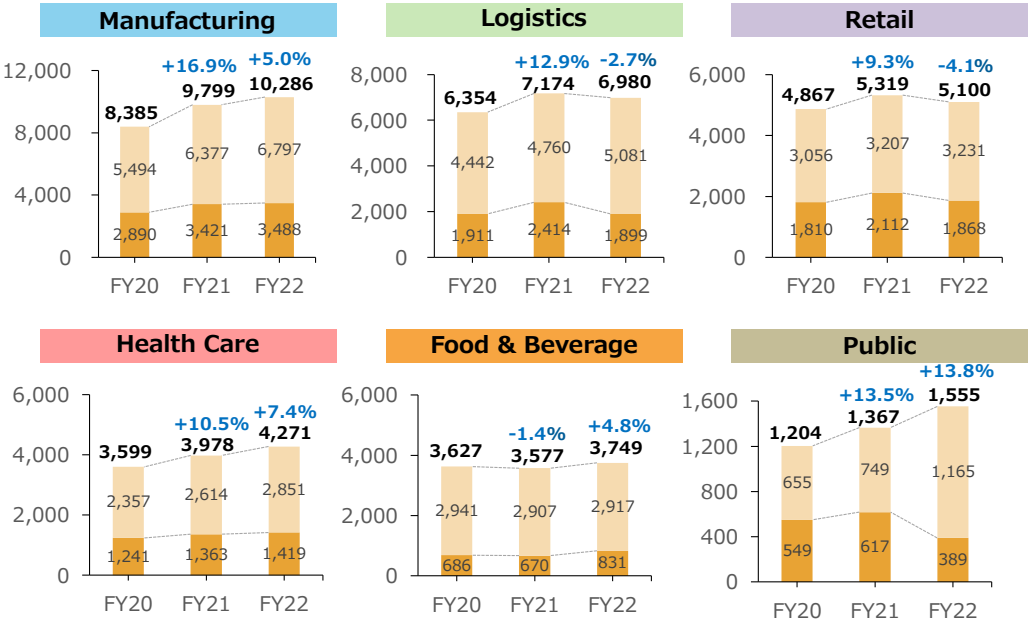 Manufacturing
+16.9% +5.0%
12,000
8,000
4,000
0
8,385 9,799 10,286
5,494 6,377 6,797
2,890 3,421 3,488
FY20 FY21 FY22
Logistics
+12.9% -2.7%
8,000
6,000
4,000
2,000
0
6,354 7,174 6,980
4,442 4,760 5,081
1,911 2,414 1,899
FY20 FY21 FY22
Retail
+9.3% -4.1%
6,000
4,000
2,000
0
4,867 5,319 5,100
3,056 3,207 3,231
1,810 2,112 1,868
FY20 FY21 FY22
Health Care
+10.5% +7.4%
6,000
4,000
2,000
0
3,599 3,978 4,271
2,357 2,614 2,851
1,241 1,363 1,419
FY20 FY21 FY22
Food & Beverage
-1.4% +4.8%
6,000
4,000
2,000
0
3,627 3,577 3,749
2,941 2,907 2,917
686 670 831
FY20 FY21 FY22
Public
+13.5% +13.8%
1,600
1,200
800
400
0
1,204 1,367 1,555
655 749 1,165
549 617 389
FY20 FY21 FY22